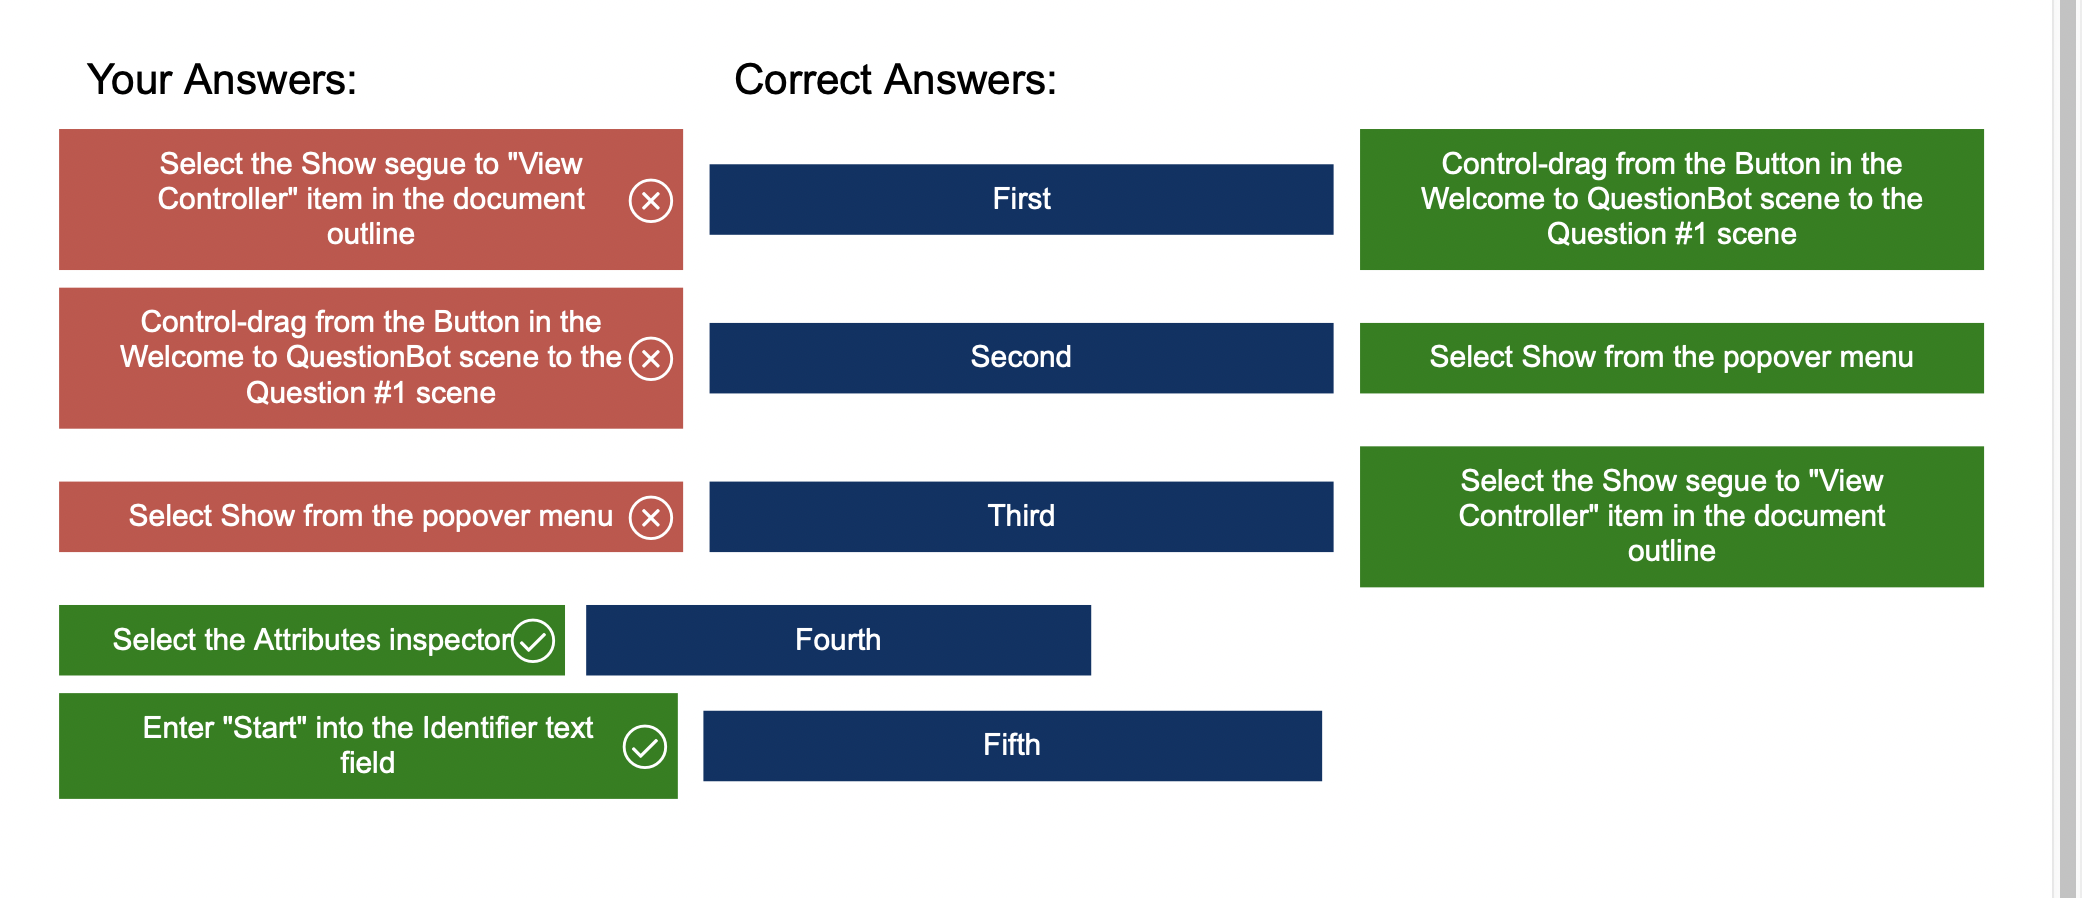 Your Answers:
Correct Answers:
Select the Show segue to "View
Controller" item in the document
outline
First
Control-drag from the Button in the
Welcome to QuestionBot scene to the
Question #1 scene
Control-drag from the Button in the
Welcome to QuestionBot scene to the
Question #1 scene
Second
Select Show from the popover menu
Select Show from the popover menu
Third
Select the Show segue to "View
Controller" item in the document
outline
Select the Attributes inspector
Fourth
Enter "Start" into the Identifier text
field
Fifth